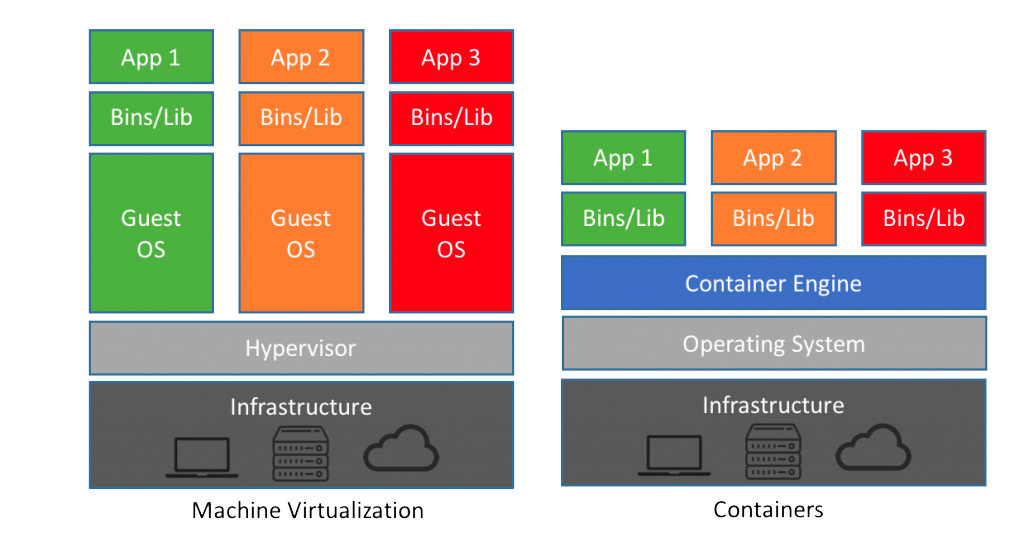 App 1
App 2
App 3
Bins/Lib
Bins/Lib
Bins/Lib
Guest
OS
Guest
OS
Guest
OS
Hypervisor
Infrastructure
Machine Virtualization
App 1
App 2
App 3
Bins/Lib
Bins/Lib
Bins/Lib
Container Engine
Operating System
Infrastructure
Containers